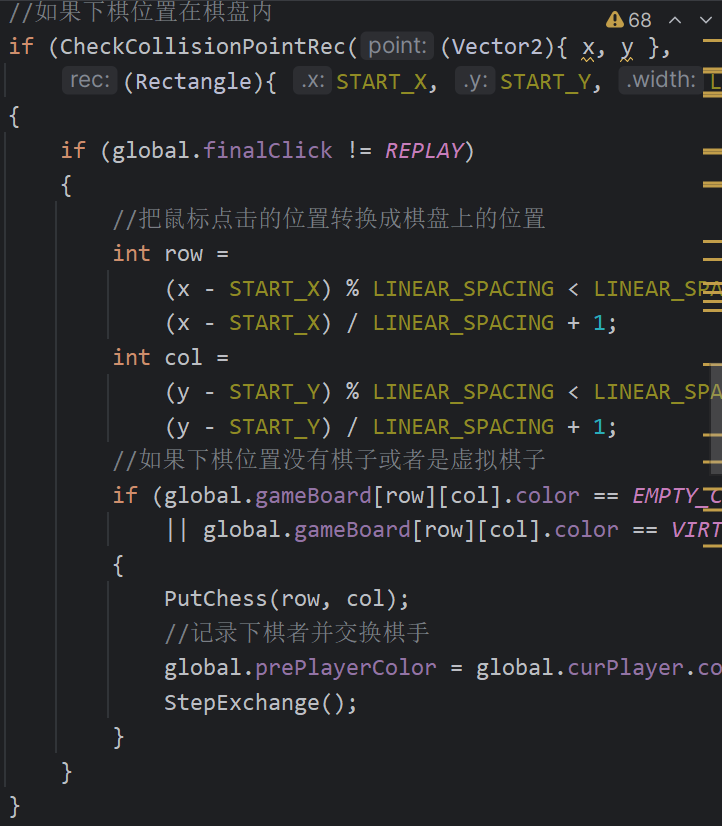 //如果下棋位置在棋盘内 68
if (CheckCollisionPointRec( point: (Vector2){ x, y },
rec: (Rectangle){ .x: START_X, .y: START_Y, .width: L
{
if (global.finalClick != REPLAY)
{
//把鼠标点击的位置转换成棋盘上的位置
int row =
(x - START_X) % LINEAR_SPACING < LINEAR_SPA
(x - START_X) / LINEAR_SPACING + 1;
int col =
(y - START_Y) % LINEAR_SPACING < LINEAR_SPA
(y - START_Y) / LINEAR_SPACING + 1;
//如果下棋位置没有棋子或者是虚拟棋子
if (global.gameBoard[row][col].color == EMPTY_C
|| global.gameBoard[row][col].color == VIRT
{
PutChess(row, col);
//记录下棋者并交换棋手
global.prePlayerColor = global.curPlayer.co
StepExchange();
}
}
}